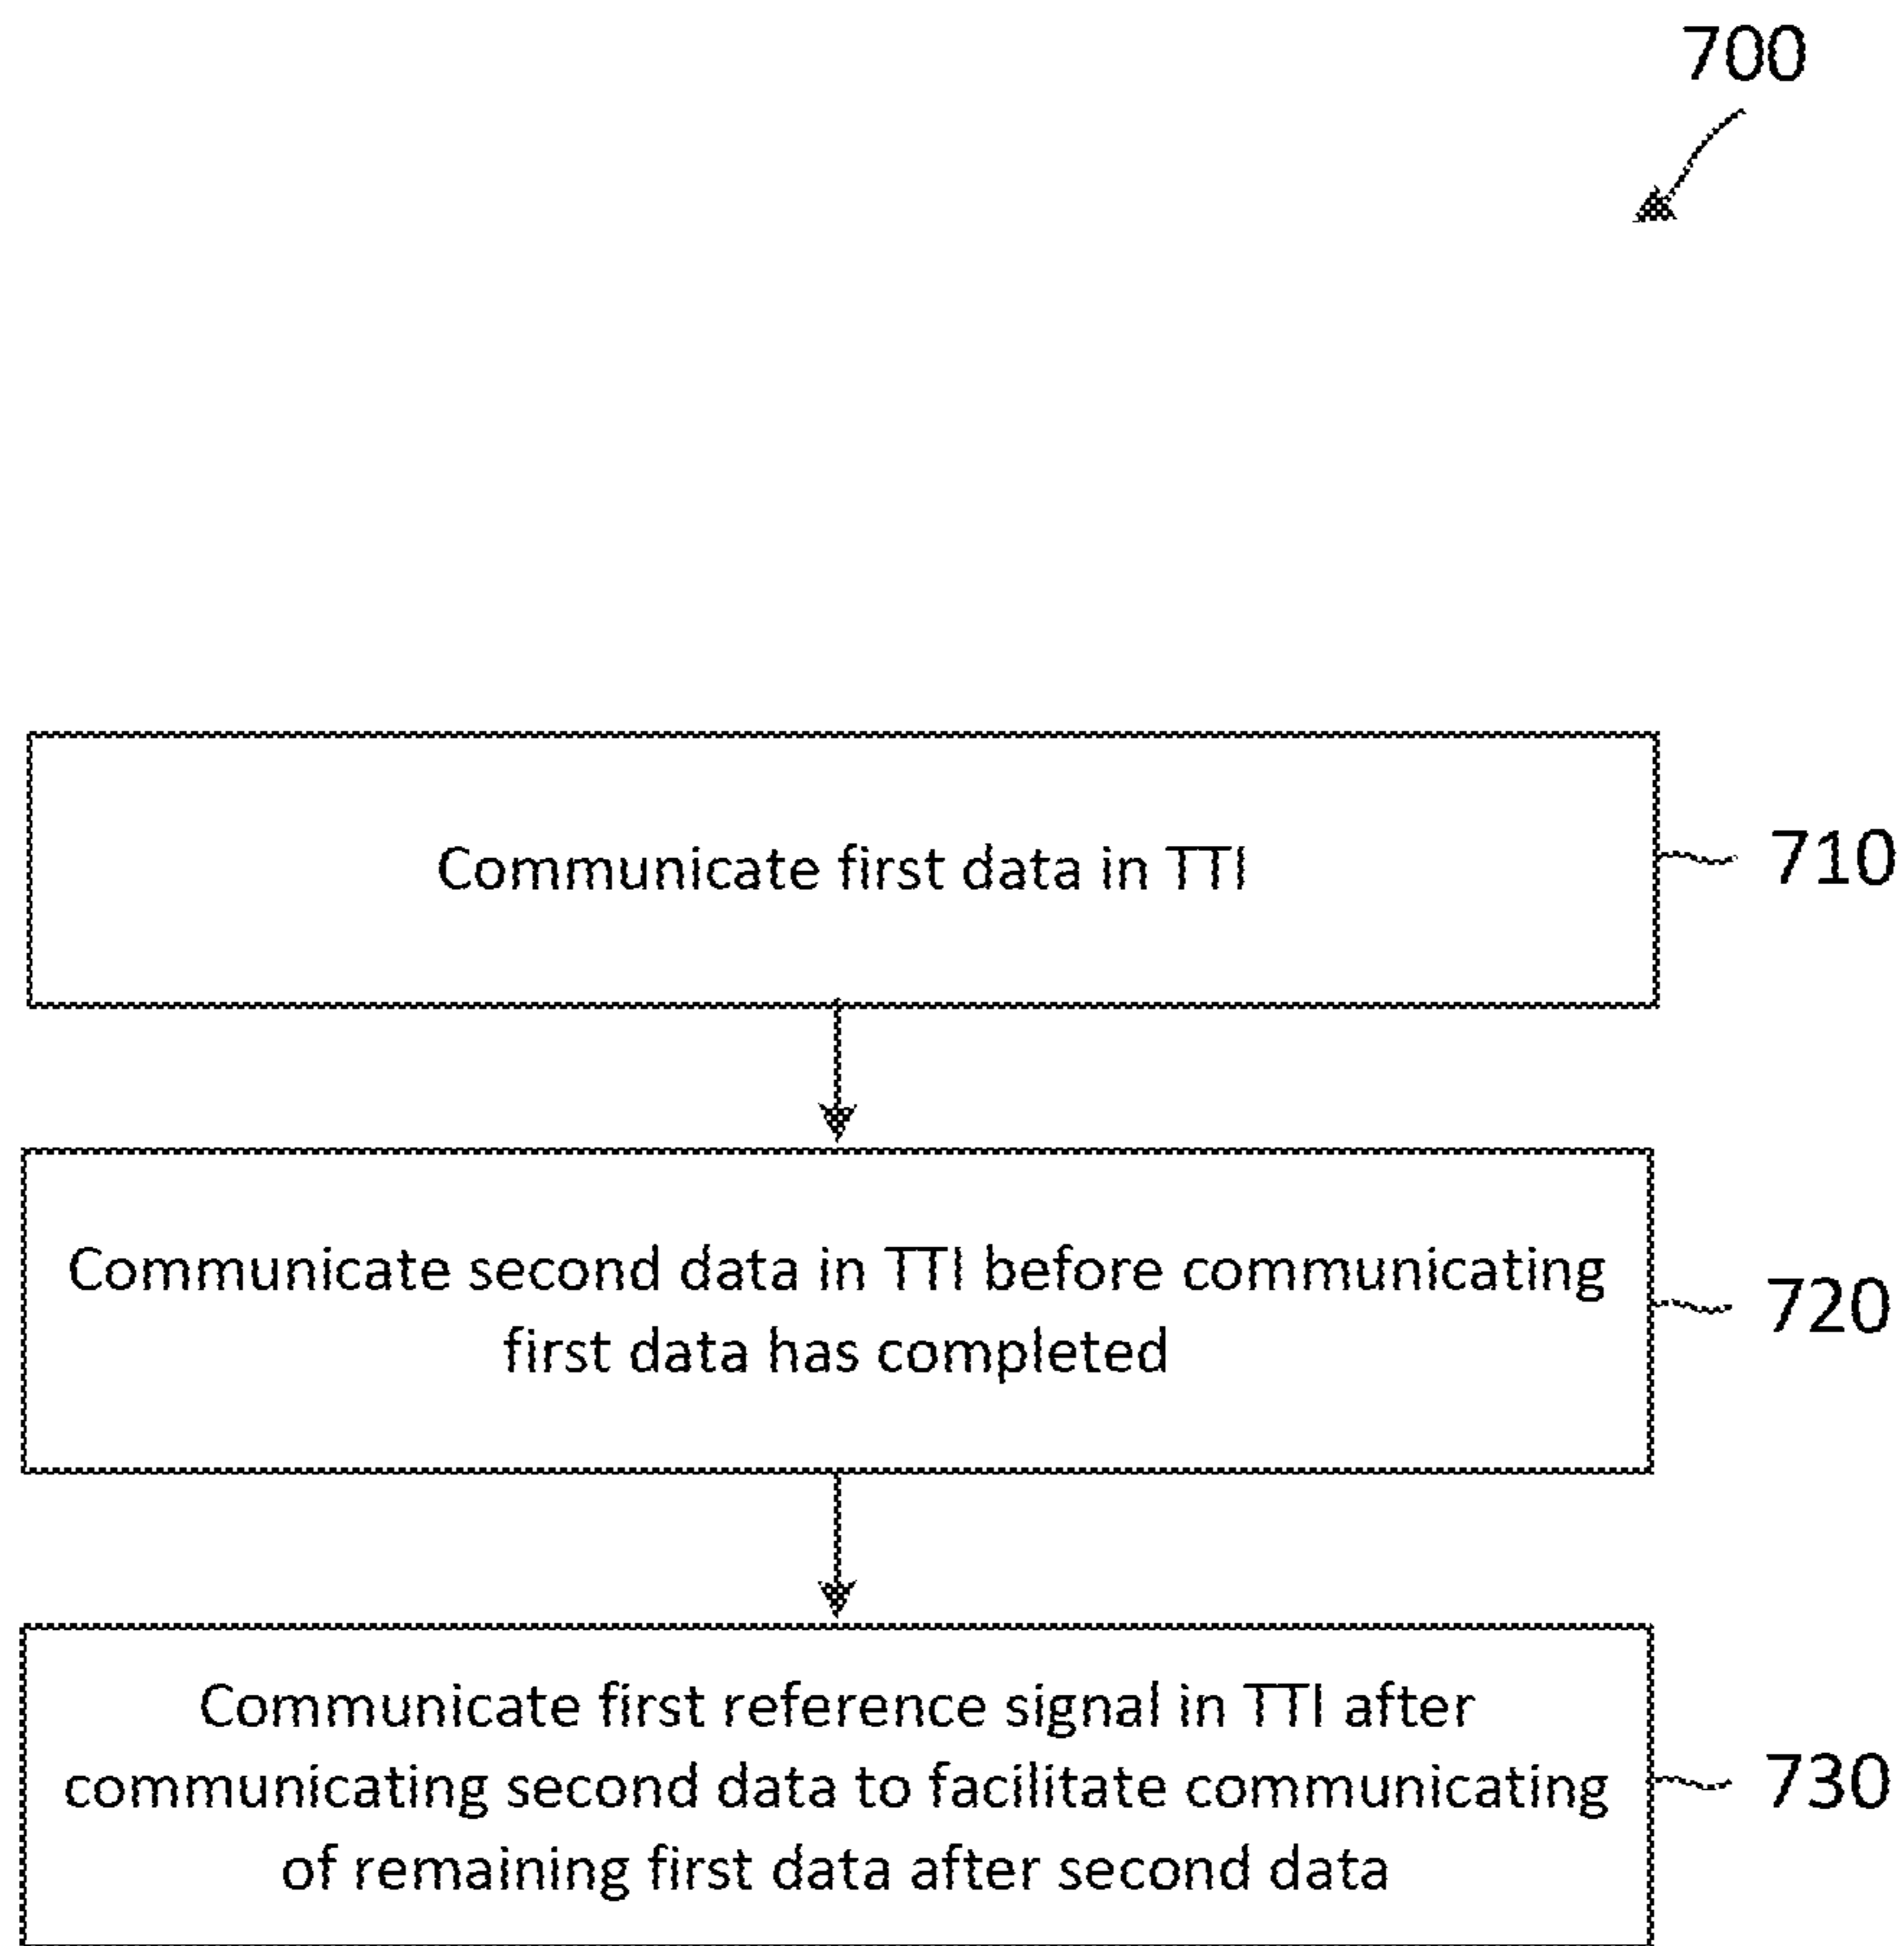 700
Communicate first data in TTI
710
Communicate second data in TTI before communicating
first data has completed
720
Communicate first reference signal in TTI after
communicating second data to facilitate communicating
of remaining first data after second data
730